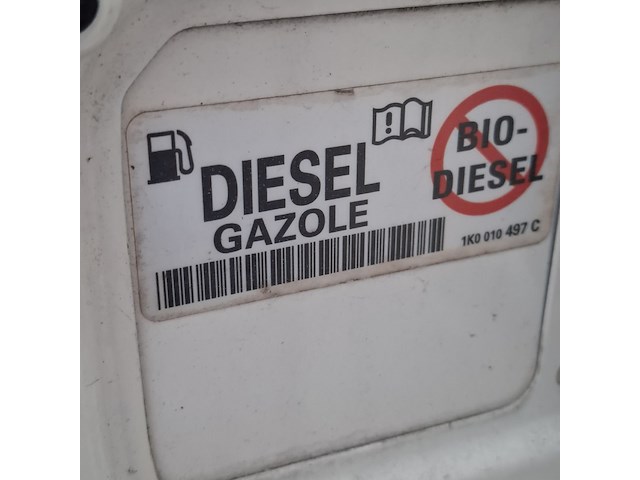 DIESEL
GAZOLE
BIO-
DIESEL
1K0 010 497 C